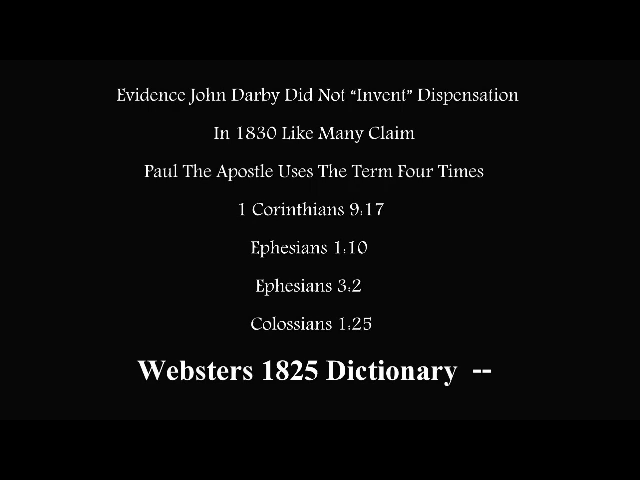 Evidence John Darby Did Not “Invent” Dispensation
In 1830 Like Many Claim
Paul The Apostle Uses The Term Four Times
1 Corinthians 9:17
Ephesians 1:10
Ephesians 3:2
Colossians 1:25
Websters 1825 Dictionary --